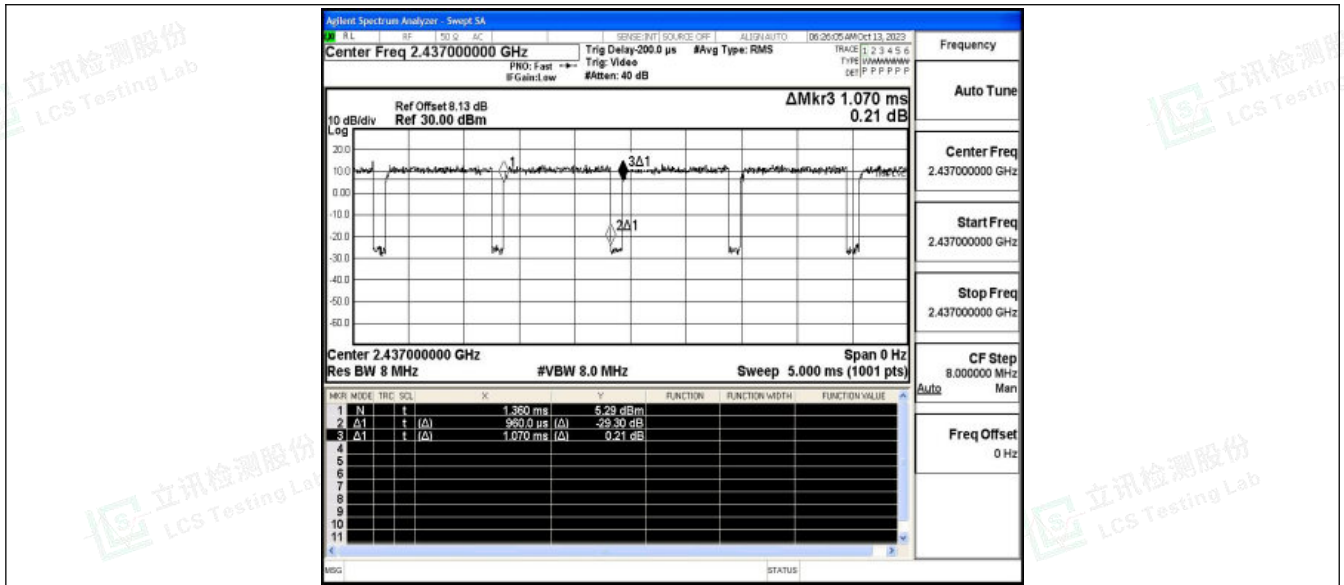 Agilent Spectrum Analyzer - Swept SA
RL RF 50 Ω AC SENSE:INT SOURCE OFF ALIGN AUTO 06:26:05 AM Oct 13, 2023
Center Freq 2.437000000 GHz
PNO: Fast
IFGain:Low
Trig Delay-200.0 µs
Trig: Video
#Atten: 40 dB
#Avg Type: RMS
TRACE 1 2 3 4 5 6
TYPE WWWWWWW
DET P P P P P P
Ref Offset 8.13 dB
10 dB/div Ref 30.00 dBm
Log
ΔMkr3 1.070 ms
0.21 dB
20.0
10.0
0.00
-10.0
-20.0
-30.0
-40.0
-50.0
-60.0
1
3Δ1
2Δ1
Center 2.437000000 GHz Span 0 Hz
Res BW 8 MHz #VBW 8.0 MHz Sweep 5.000 ms (1001 pts)
MKR MODE TRC SCL X Y FUNCTION FUNCTION WIDTH FUNCTION VALUE
1 N t 1.360 ms 5.29 dBm
2 Δ1 t (Δ) 960.0 µs (Δ) -29.30 dB
3 Δ1 t (Δ) 1.070 ms (Δ) 0.21 dB
4
5
6
7
8
9
10
11
MSG STATUS
Frequency
Auto Tune
Center Freq
2.437000000 GHz
Start Freq
2.437000000 GHz
Stop Freq
2.437000000 GHz
CF Step
8.000000 MHz
Auto Man
Freq Offset
0 Hz
立讯检测股份
LCS Testing Lab
立讯检测股
LCS Testin
立讯检测股份
LCS Testing Lab
立讯检测股份
LCS Testing Lab